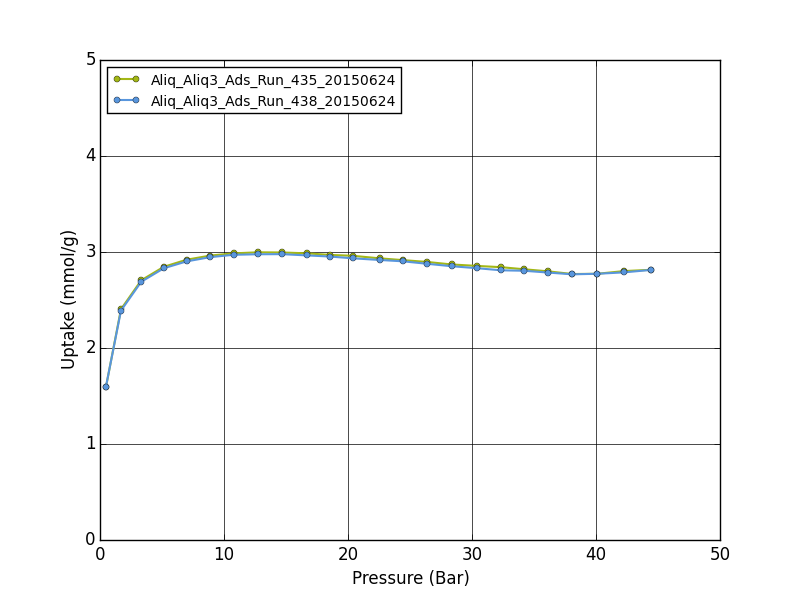 Aliq_Aliq3_Ads_Run_435_20150624
Aliq_Aliq3_Ads_Run_438_20150624
5
4
3
2
1
0
Uptake (mmol/g)
0 10 20 30 40 50
Pressure (Bar)